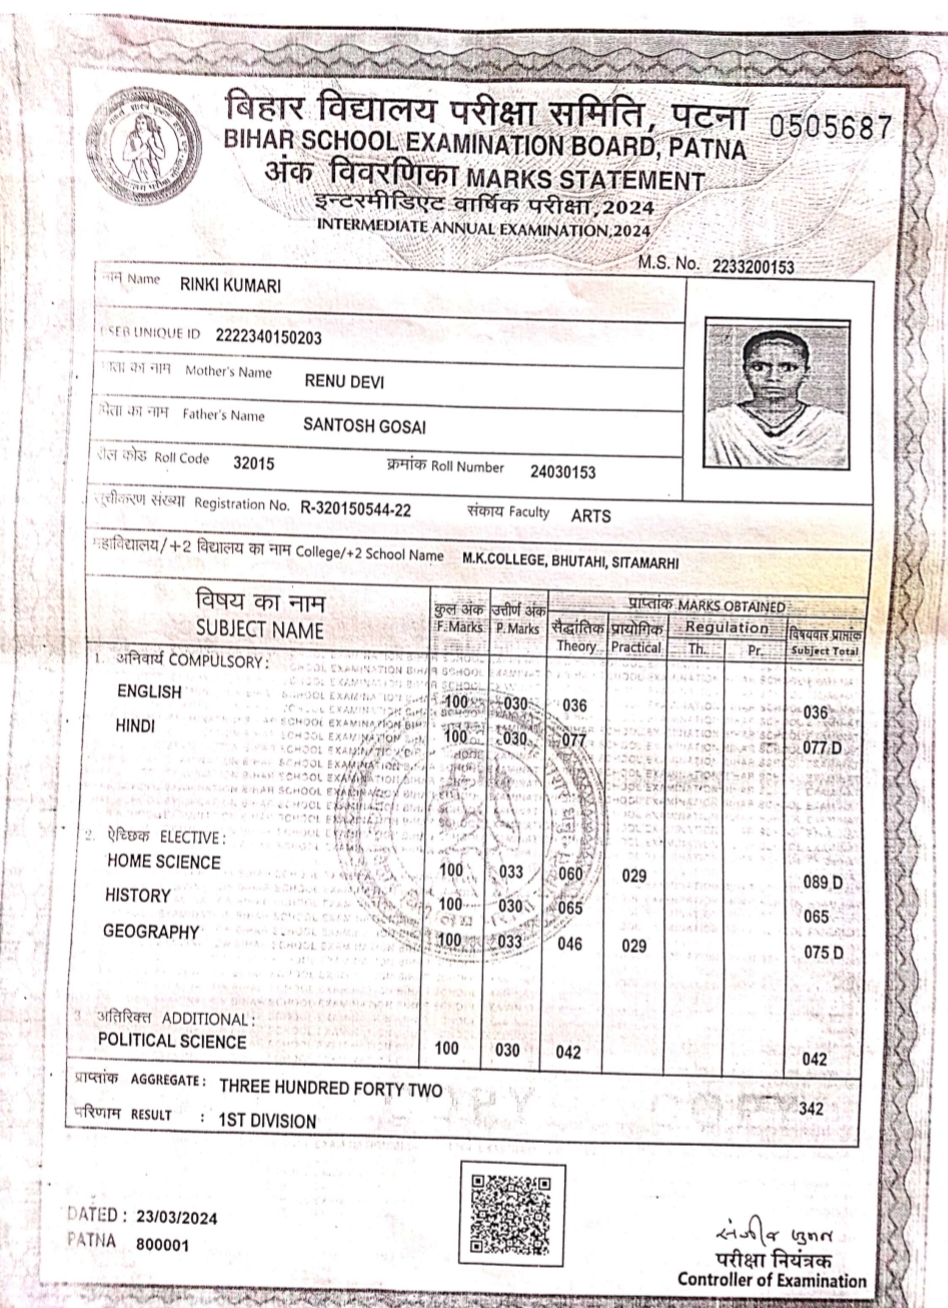 बिहार विद्यालय परीक्षा समिति, पटना
0505687
BIHAR SCHOOL EXAMINATION BOARD, PATNA
अंक विवरणिका MARKS STATEMENT
इन्टरमीडिएट वार्षिक परीक्षा, 2024
INTERMEDIATE ANNUAL EXAMINATION, 2024
M.S. No. 2233200153
नाम Name RINKI KUMARI
USER UNIQUE ID 2222340150203
माता का नाम Mother's Name RENU DEVI
पिता का नाम Father's Name SANTOSH GOSAI
रोल कोड Roll Code 32015 क्रमांक Roll Number 24030153
सूचीकरण संख्या Registration No. R-320150544-22 संकाय Faculty ARTS
महाविद्यालय/+2 विद्यालय का नाम College/+2 School Name M.K.COLLEGE, BHUTAHI, SITAMARHI
विषय का नाम कुल अंक उत्तीर्ण अंक प्राप्तांक MARKS OBTAINED
SUBJECT NAME F.Marks P.Marks सैद्धांतिक प्रायोगिक Regulation विषयवार प्राप्तांक
Theory Practical Th. Pr. Subject Total
1. अनिवार्य COMPULSORY :
ENGLISH 100 030 036 036
HINDI 100 030 077 077 D
2. ऐच्छिक ELECTIVE :
HOME SCIENCE 100 033 060 029 089 D
HISTORY 100 030 065 065
GEOGRAPHY 100 033 046 029 075 D
3. अतिरिक्त ADDITIONAL :
POLITICAL SCIENCE 100 030 042 042
प्राप्तांक AGGREGATE : THREE HUNDRED FORTY TWO 342
परिणाम RESULT : 1ST DIVISION
DATED : 23/03/2024
PATNA 800001
परीक्षा नियंत्रक
Controller of Examination